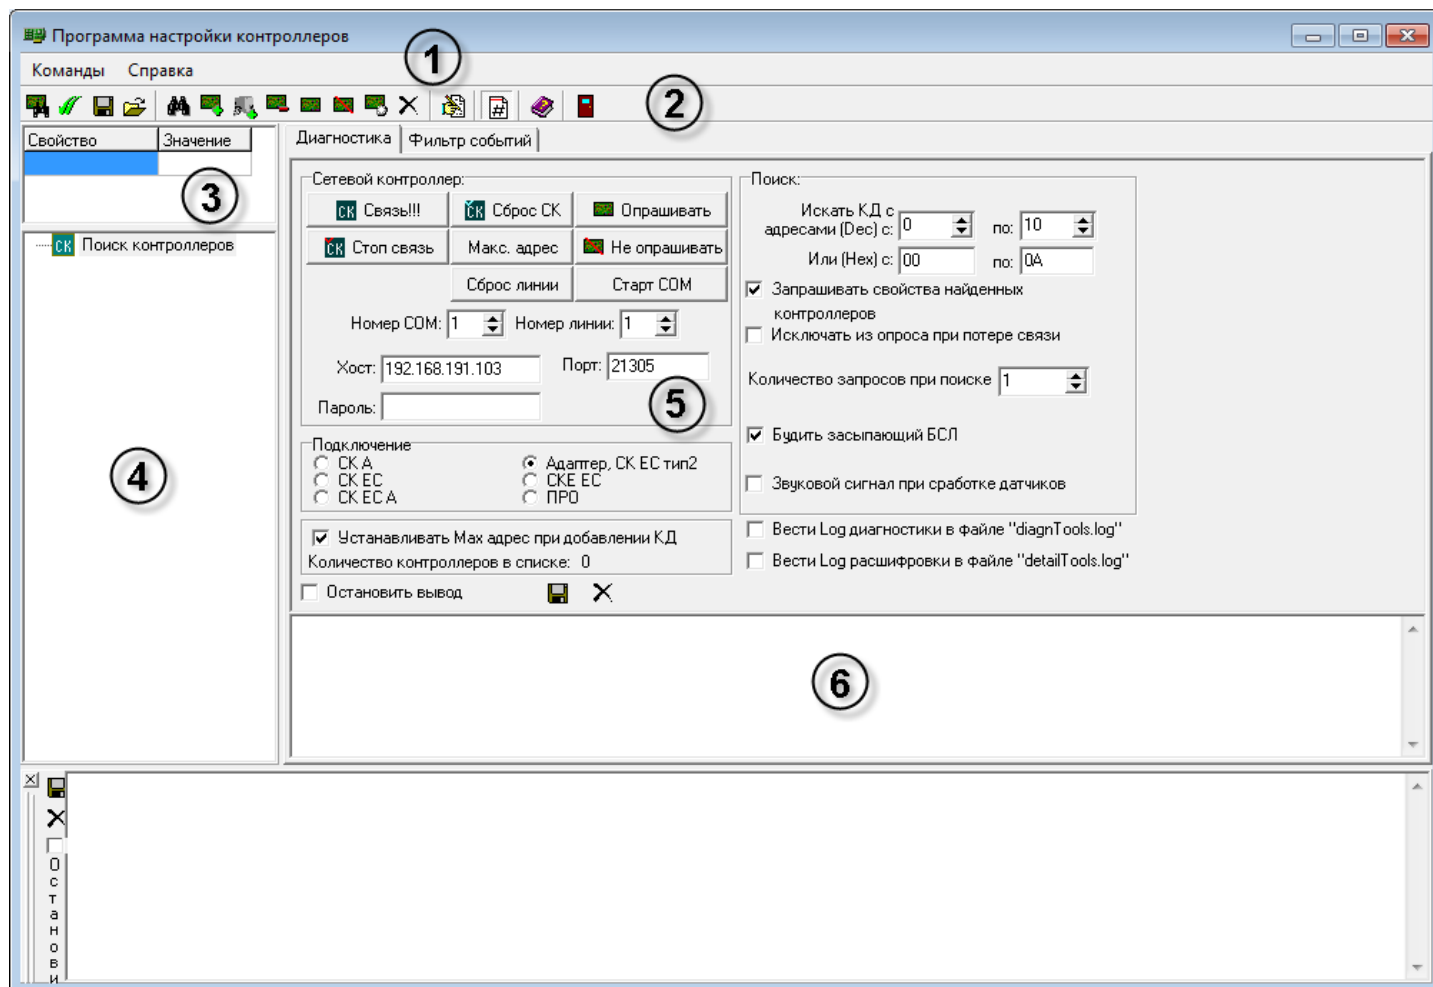 Программа настройки контроллеров
1
Команды Справка
2
Свойство Значение
3
Поиск контроллеров
4
Диагностика Фильтр событий
Сетевой контроллер:
СК Связь!!! СК Сброс СК Опрашивать
СК Стоп связь Макс. адрес Не опрашивать
Сброс линии Старт COM
Номер COM: 1 Номер линии: 1
Хост: 192.168.191.103 Порт: 21305
Пароль:
5
Подключение
СК А Адаптер, СК ЕС тип2
СК ЕС СКЕ ЕС
СК ЕС А ПРО
Устанавливать Max адрес при добавлении КД
Количество контроллеров в списке: 0
Остановить вывод
Поиск:
Искать КД с
адресами (Dec) с: 0 по: 10
Или (Hex) с: 00 по: 0A
Запрашивать свойства найденных
контроллеров
Исключать из опроса при потере связи
Количество запросов при поиске 1
Будить засыпающий БСЛ
Звуковой сигнал при сработке датчиков
Вести Log диагностики в файле "diagnTools.log"
Вести Log расшифровки в файле "detailTools.log"
6
О
с
т
а
н
о
в
и